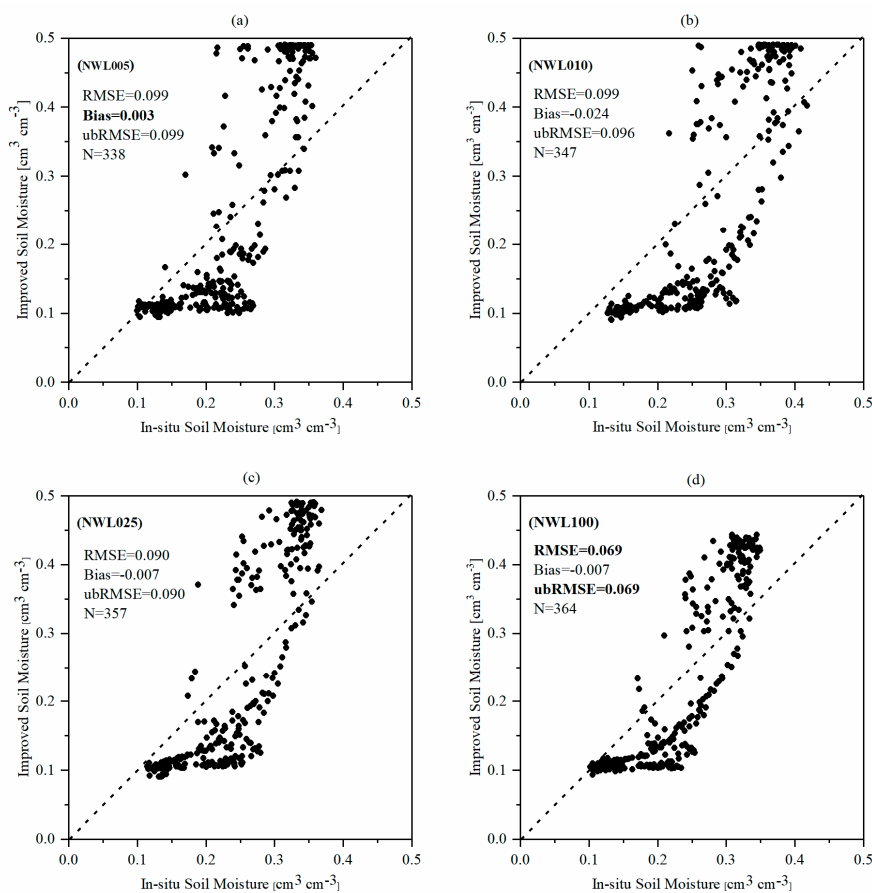 (a)
(NWL005)
RMSE=0.099
Bias=0.003
ubRMSE=0.099
N=338
Improved Soil Moisture [cm3 cm-3]
0.5
0.4
0.3
0.2
0.1
0.0
0.0 0.1 0.2 0.3 0.4 0.5
In-situ Soil Moisture [cm3 cm-3]
(b)
(NWL010)
RMSE=0.099
Bias=-0.024
ubRMSE=0.096
N=347
Improved Soil Moisture [cm3 cm-3]
0.5
0.4
0.3
0.2
0.1
0.0
0.0 0.1 0.2 0.3 0.4 0.5
In-situ Soil Moisture [cm3 cm-3]
(c)
(NWL025)
RMSE=0.090
Bias=-0.007
ubRMSE=0.090
N=357
Improved Soil Moisture [cm3 cm-3]
0.5
0.4
0.3
0.2
0.1
0.0
0.0 0.1 0.2 0.3 0.4 0.5
In-situ Soil Moisture [cm3 cm-3]
(d)
(NWL100)
RMSE=0.069
Bias=-0.007
ubRMSE=0.069
N=364
Improved Soil Moisture [cm3 cm-3]
0.5
0.4
0.3
0.2
0.1
0.0
0.0 0.1 0.2 0.3 0.4 0.5
In-situ Soil Moisture [cm3 cm-3]